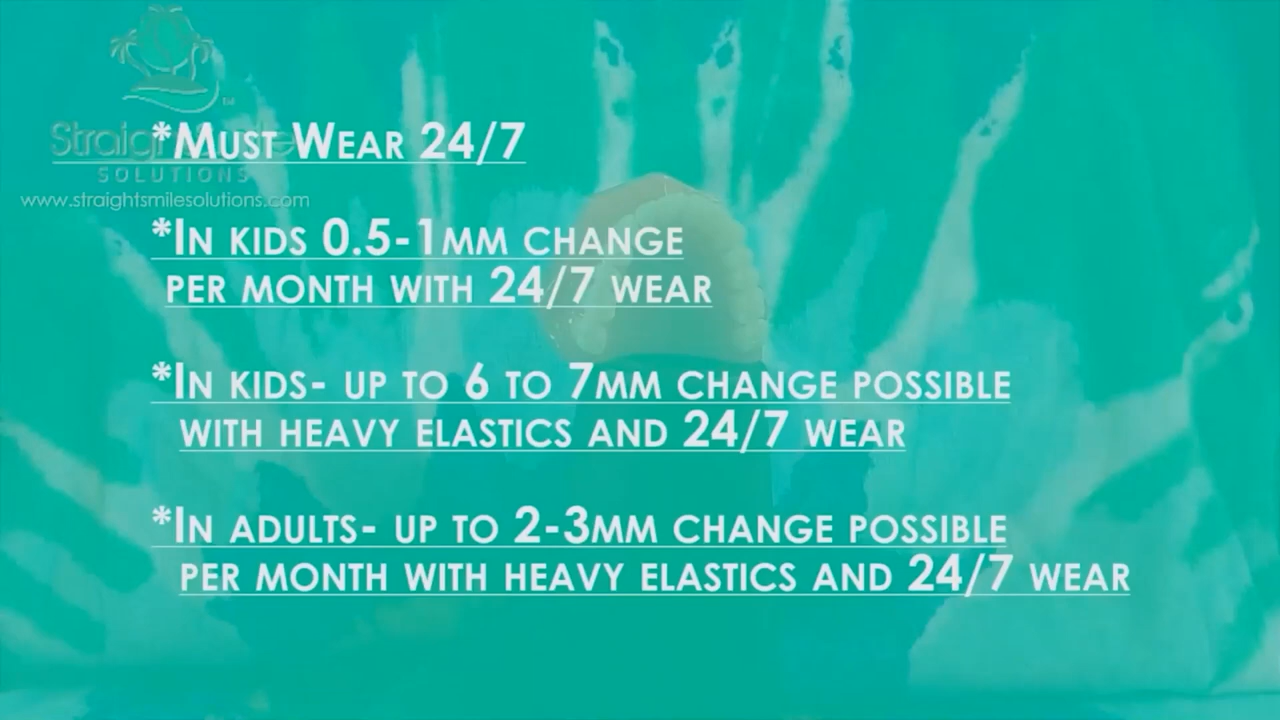 *Must Wear 24/7
SOLUTIONS
www.straightsmilesolutions.com
*In kids 0.5-1mm change
per month with 24/7 wear
*In kids- up to 6 to 7mm change possible
with heavy elastics and 24/7 wear
*In adults- up to 2-3mm change possible
per month with heavy elastics and 24/7 wear